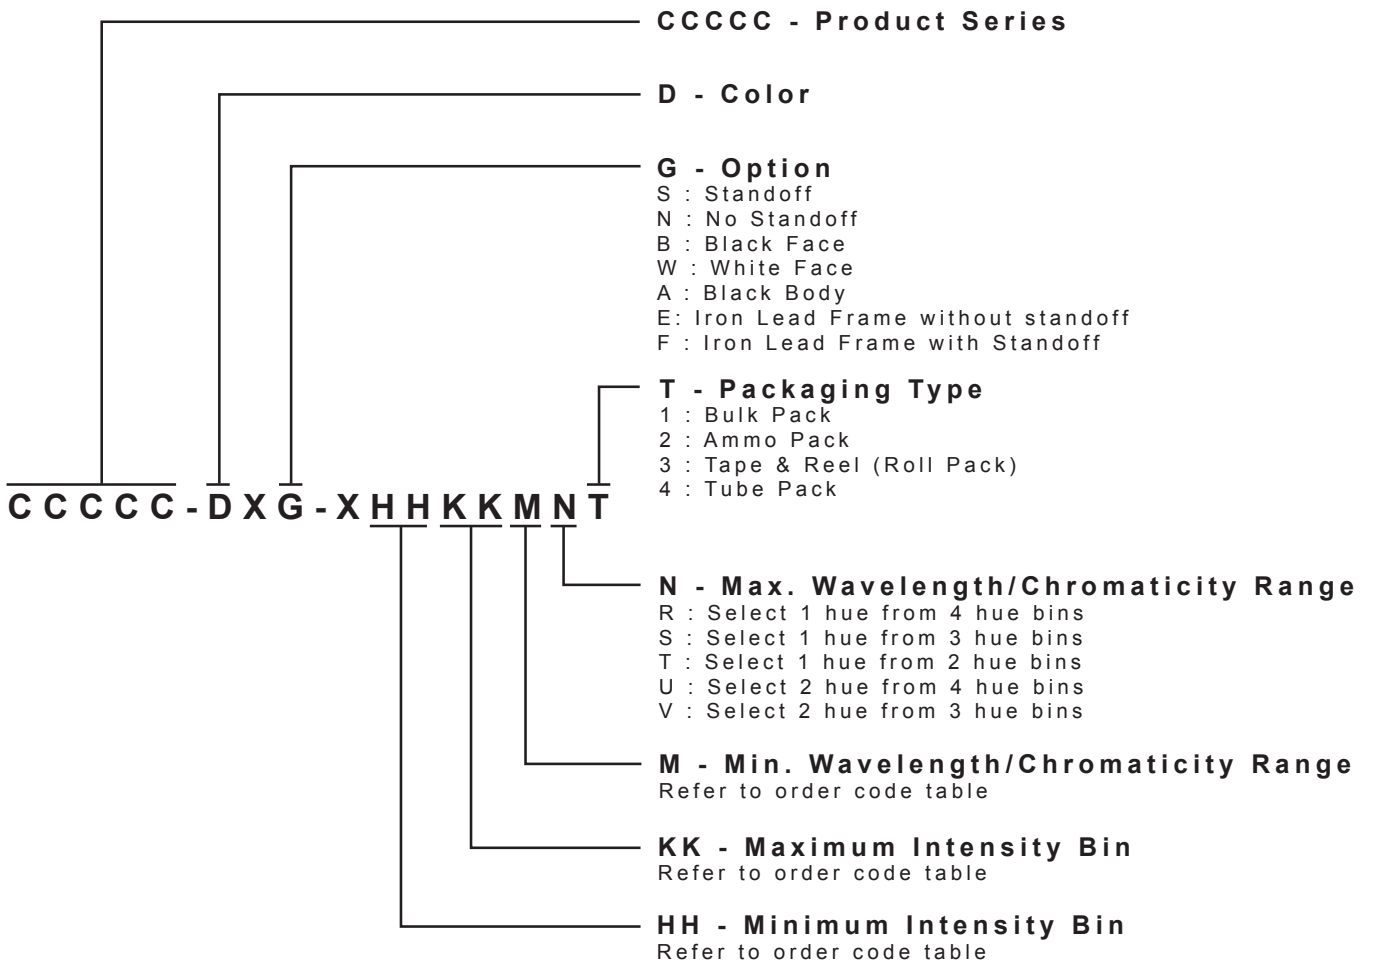 CCCCC - Product Series
D - Color
G - Option
S : Standoff
N : No Standoff
B : Black Face
W : White Face
A : Black Body
E: Iron Lead Frame without standoff
F : Iron Lead Frame with Standoff
T - Packaging Type
1 : Bulk Pack
2 : Ammo Pack
3 : Tape & Reel (Roll Pack)
4 : Tube Pack
CCCCC-DXG-XHHKKMNT
N - Max. Wavelength/Chromaticity Range
R : Select 1 hue from 4 hue bins
S : Select 1 hue from 3 hue bins
T : Select 1 hue from 2 hue bins
U : Select 2 hue from 4 hue bins
V : Select 2 hue from 3 hue bins
M - Min. Wavelength/Chromaticity Range
Refer to order code table
KK - Maximum Intensity Bin
Refer to order code table
HH - Minimum Intensity Bin
Refer to order code table